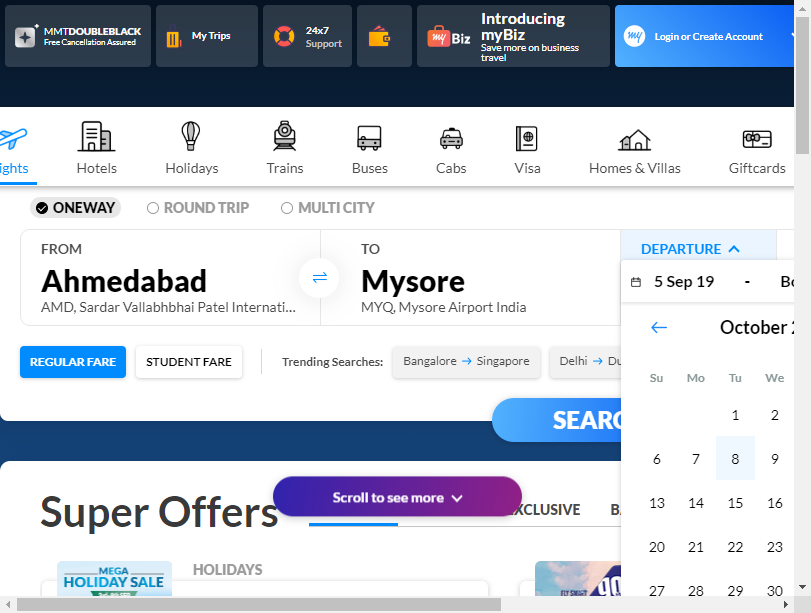 MMTDOUBLEBLACK
Free Cancellation Assured
My Trips
24x7
Support
my Biz
Introducing
myBiz
Save more on business
travel
my
Login or Create Account
ights
Hotels
Holidays
Trains
Buses
Cabs
Visa
Homes & Villas
Giftcards
ONEWAY
ROUND TRIP
MULTI CITY
FROM
Ahmedabad
AMD, Sardar Vallabhbhai Patel Internati...
TO
Mysore
MYQ, Mysore Airport India
DEPARTURE
5 Sep 19 -
October
Su Mo Tu We
1 2
6 7 8 9
13 14 15 16
20 21 22 23
27 28 29 30
REGULAR FARE
STUDENT FARE
Trending Searches:
Bangalore → Singapore
Delhi →
SEARC
Super Offers
Scroll to see more
XCLUSIVE
HOLIDAYS
MEGA
HOLIDAY SALE